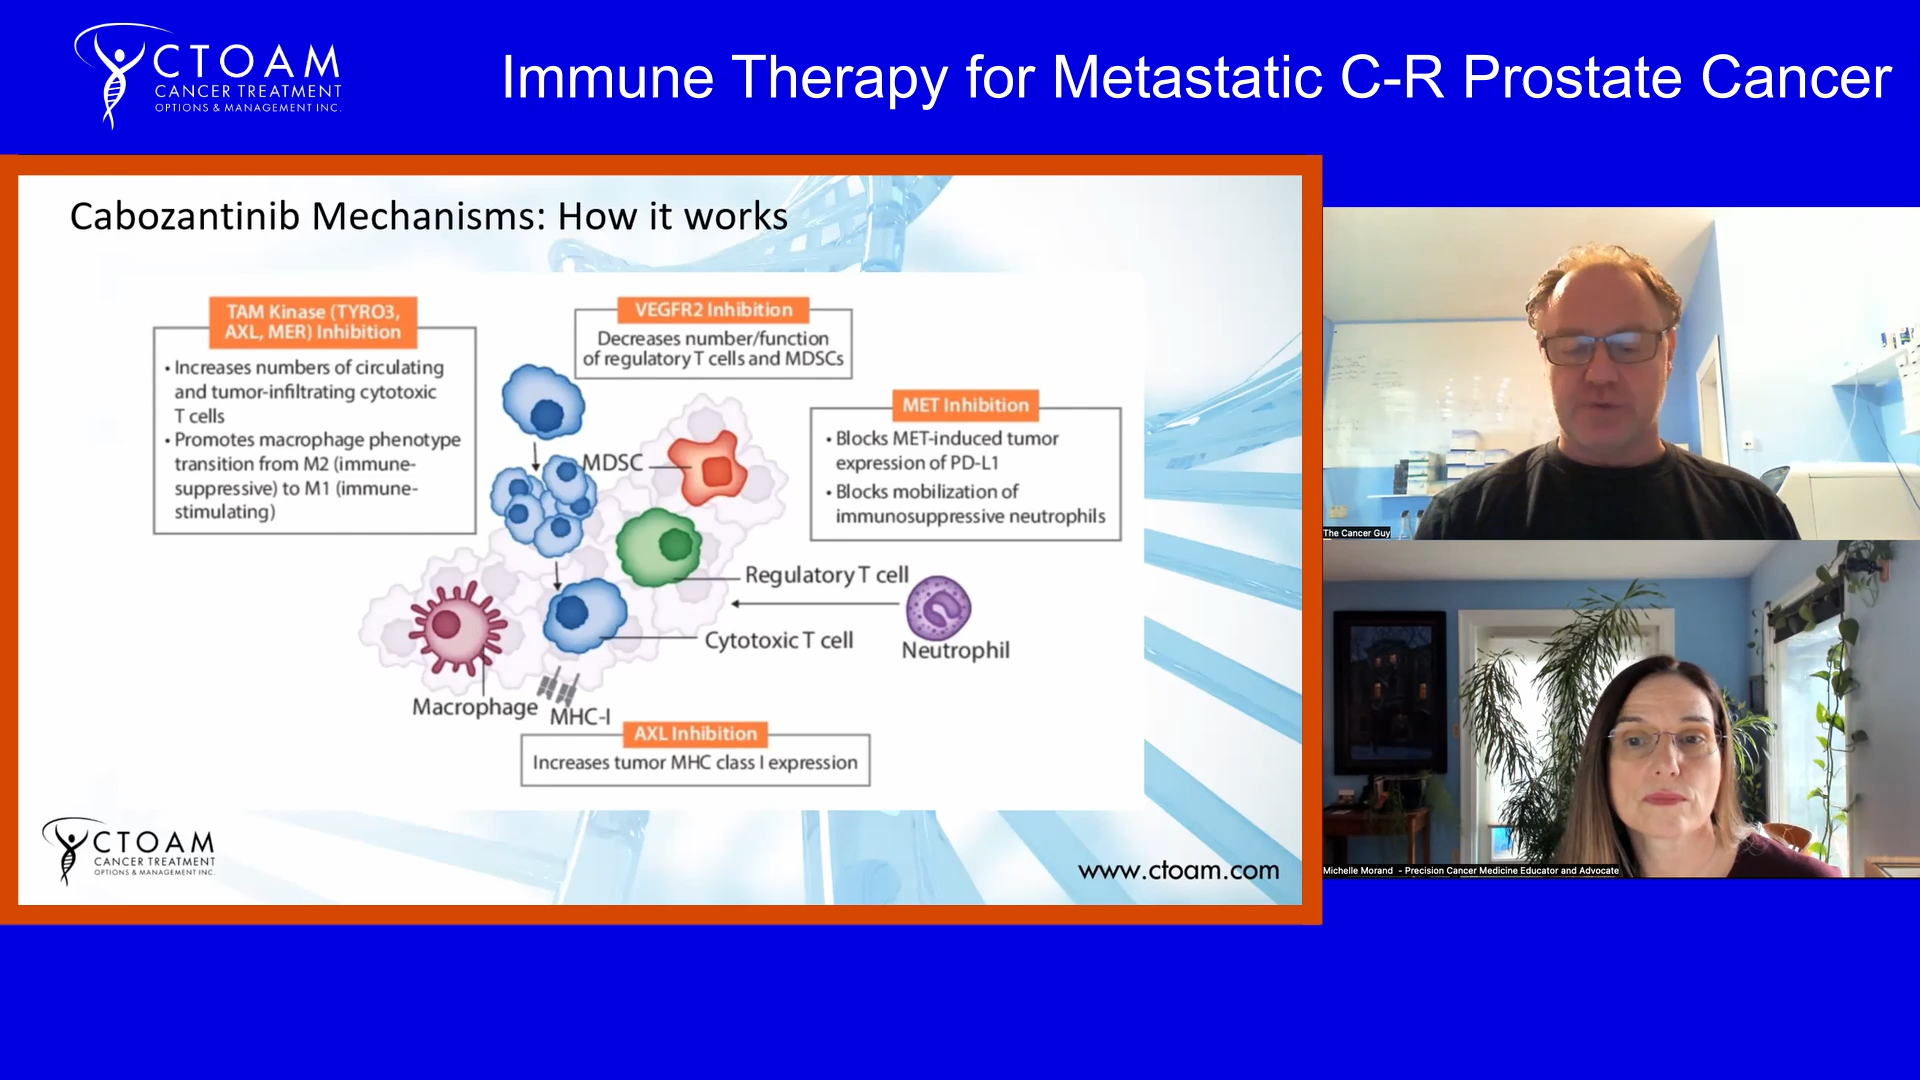 CTOAM
CANCER TREATMENT
OPTIONS & MANAGEMENT INC.
Immune Therapy for Metastatic C-R Prostate Cancer
Cabozantinib Mechanisms: How it works
TAM Kinase (TYRO3,
AXL, MER) Inhibition
• Increases numbers of circulating
and tumor-infiltrating cytotoxic
T cells
• Promotes macrophage phenotype
transition from M2 (immune-
suppressive) to M1 (immune-
stimulating)
VEGFR2 Inhibition
Decreases number/function
of regulatory T cells and MDSCs
MET Inhibition
• Blocks MET-induced tumor
expression of PD-L1
• Blocks mobilization of
immunosuppressive neutrophils
MDSC
Regulatory T cell
Cytotoxic T cell
Neutrophil
Macrophage
MHC-I
AXL Inhibition
Increases tumor MHC class I expression
CTOAM
CANCER TREATMENT
OPTIONS & MANAGEMENT INC.
www.ctoam.com
The Cancer Guy
Michelle Morand - Precision Cancer Medicine Educator and Advocate